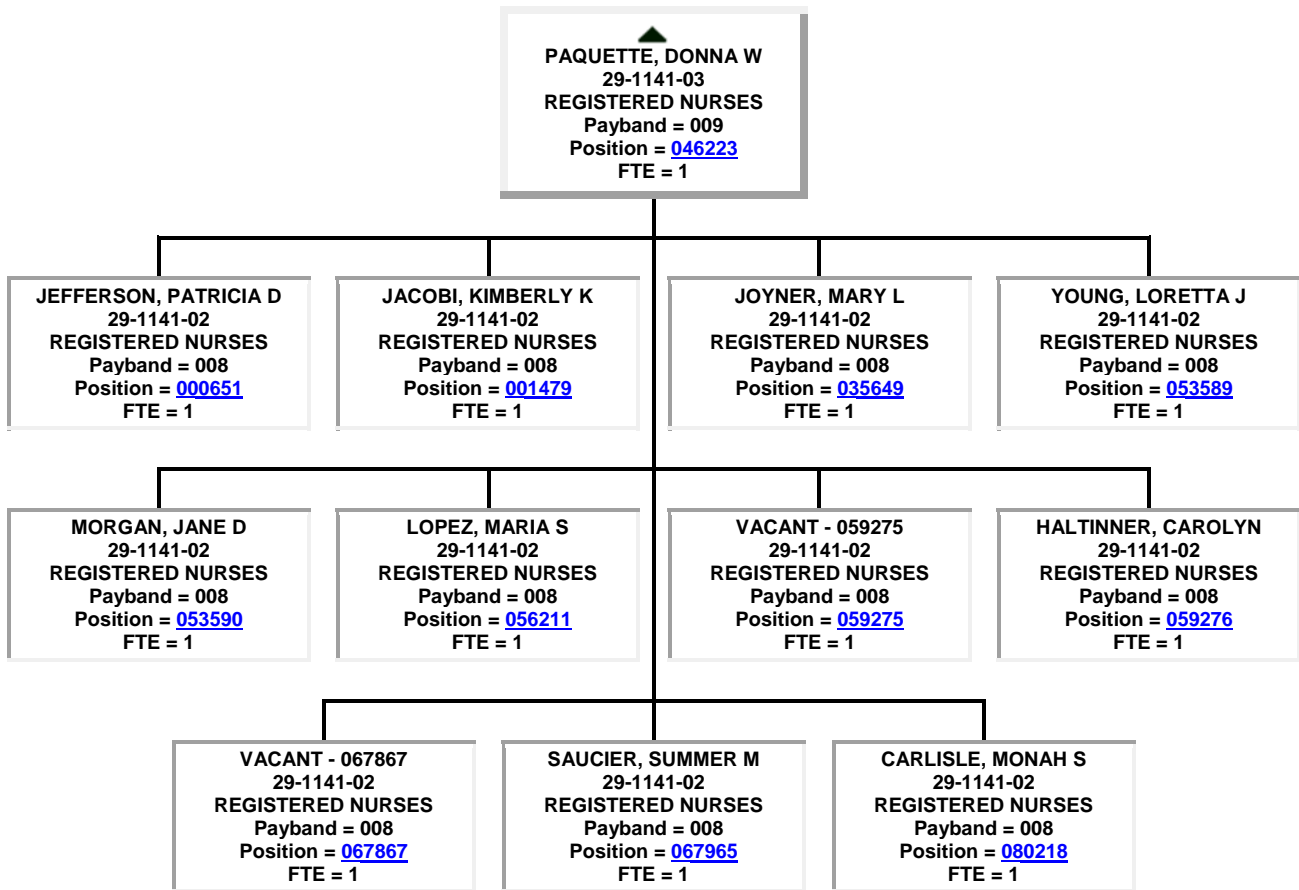 PAQUETTE, DONNA W
29-1141-03
REGISTERED NURSES
Payband = 009
Position = 046223
FTE = 1
JEFFERSON, PATRICIA D
29-1141-02
REGISTERED NURSES
Payband = 008
Position = 000651
FTE = 1
JACOBI, KIMBERLY K
29-1141-02
REGISTERED NURSES
Payband = 008
Position = 001479
FTE = 1
JOYNER, MARY L
29-1141-02
REGISTERED NURSES
Payband = 008
Position = 035649
FTE = 1
YOUNG, LORETTA J
29-1141-02
REGISTERED NURSES
Payband = 008
Position = 053589
FTE = 1
MORGAN, JANE D
29-1141-02
REGISTERED NURSES
Payband = 008
Position = 053590
FTE = 1
LOPEZ, MARIA S
29-1141-02
REGISTERED NURSES
Payband = 008
Position = 056211
FTE = 1
VACANT - 059275
29-1141-02
REGISTERED NURSES
Payband = 008
Position = 059275
FTE = 1
HALTINNER, CAROLYN
29-1141-02
REGISTERED NURSES
Payband = 008
Position = 059276
FTE = 1
VACANT - 067867
29-1141-02
REGISTERED NURSES
Payband = 008
Position = 067867
FTE = 1
SAUCIER, SUMMER M
29-1141-02
REGISTERED NURSES
Payband = 008
Position = 067965
FTE = 1
CARLISLE, MONAH S
29-1141-02
REGISTERED NURSES
Payband = 008
Position = 080218
FTE = 1